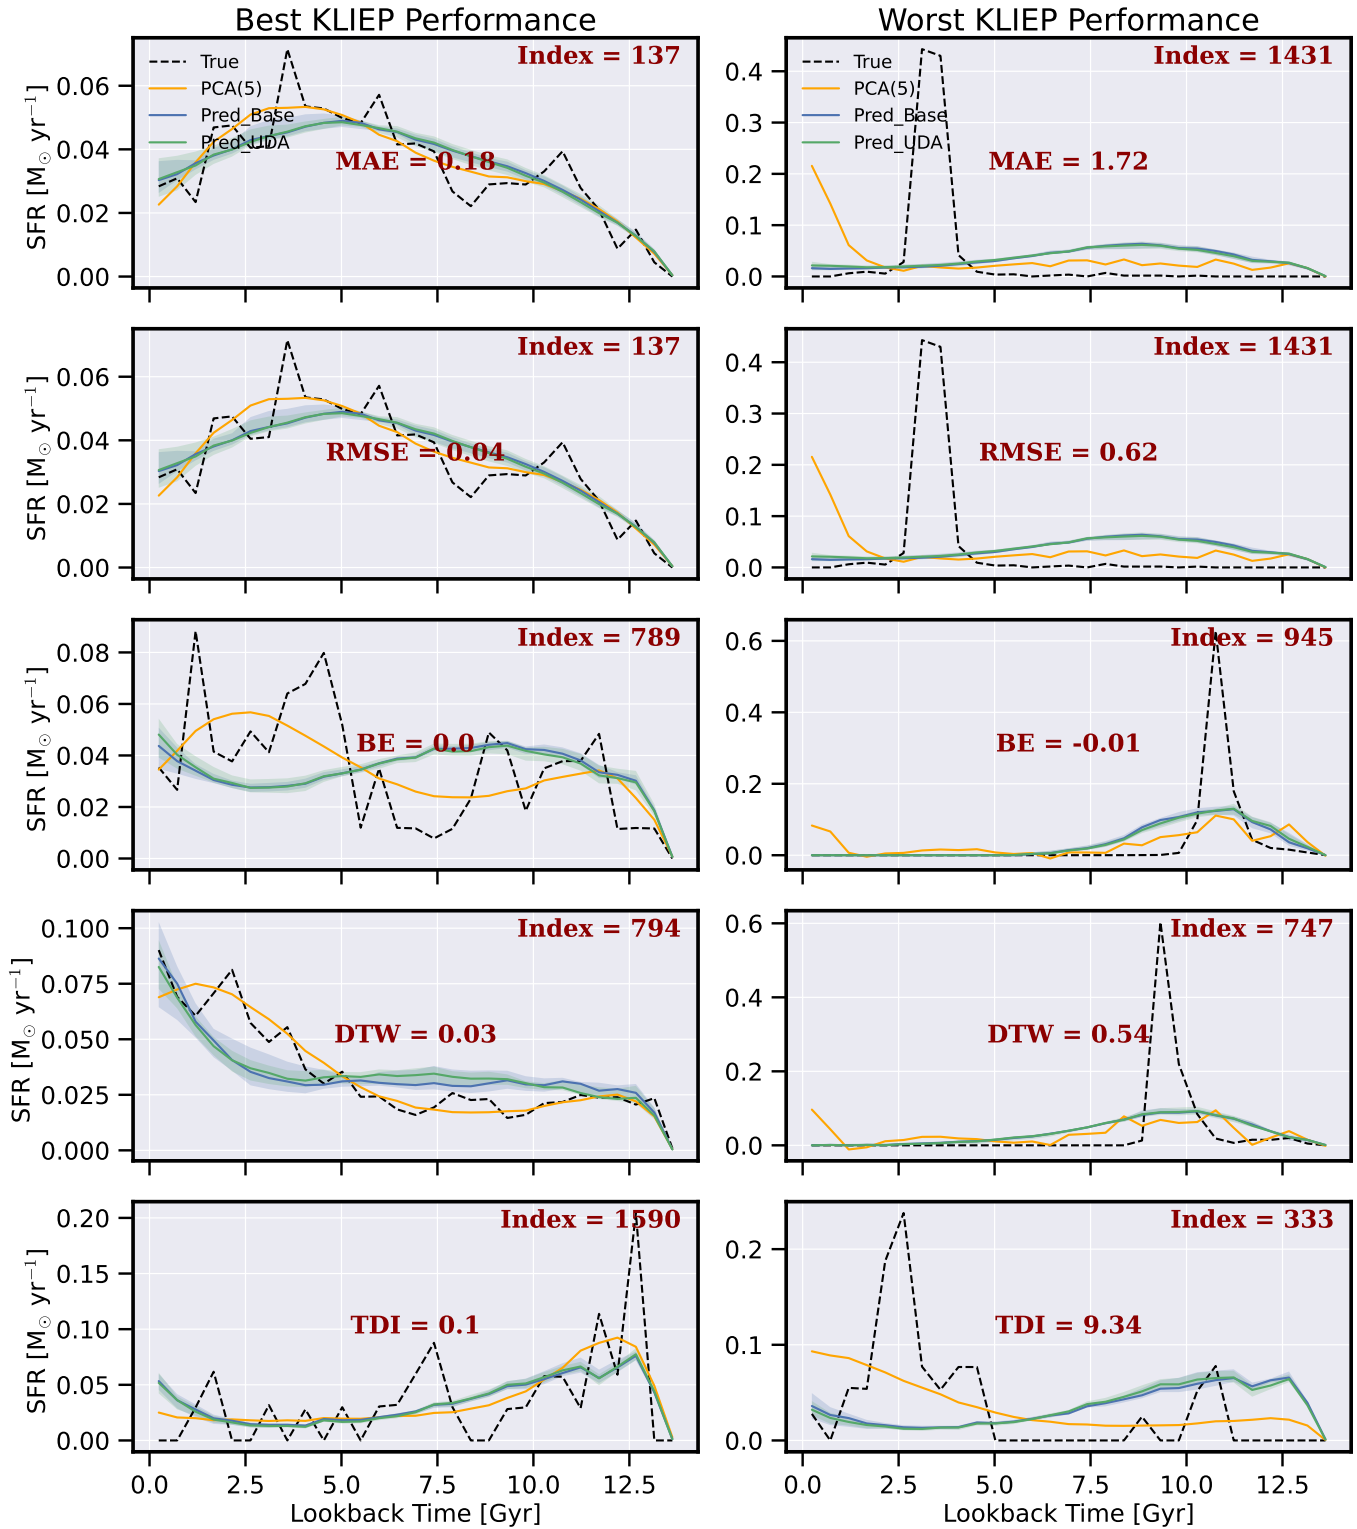 Best KLIEP Performance
Worst KLIEP Performance
Index = 137
True
PCA(5)
Pred_Base
Pred_UDA
MAE = 0.18
SFR [M⊙ yr⁻¹]
0.06
0.04
0.02
0.00
Index = 1431
True
PCA(5)
Pred_Base
Pred_UDA
MAE = 1.72
0.4
0.3
0.2
0.1
0.0
Index = 137
RMSE = 0.04
SFR [M⊙ yr⁻¹]
0.06
0.04
0.02
0.00
Index = 1431
RMSE = 0.62
0.4
0.3
0.2
0.1
0.0
Index = 789
BE = 0.0
SFR [M⊙ yr⁻¹]
0.08
0.06
0.04
0.02
0.00
Index = 945
BE = -0.01
0.6
0.4
0.2
0.0
Index = 794
DTW = 0.03
SFR [M⊙ yr⁻¹]
0.100
0.075
0.050
0.025
0.000
Index = 747
DTW = 0.54
0.6
0.4
0.2
0.0
Index = 1590
TDI = 0.1
SFR [M⊙ yr⁻¹]
0.20
0.15
0.10
0.05
0.00
0.0 2.5 5.0 7.5 10.0 12.5
Lookback Time [Gyr]
Index = 333
TDI = 9.34
0.2
0.1
0.0
0.0 2.5 5.0 7.5 10.0 12.5
Lookback Time [Gyr]